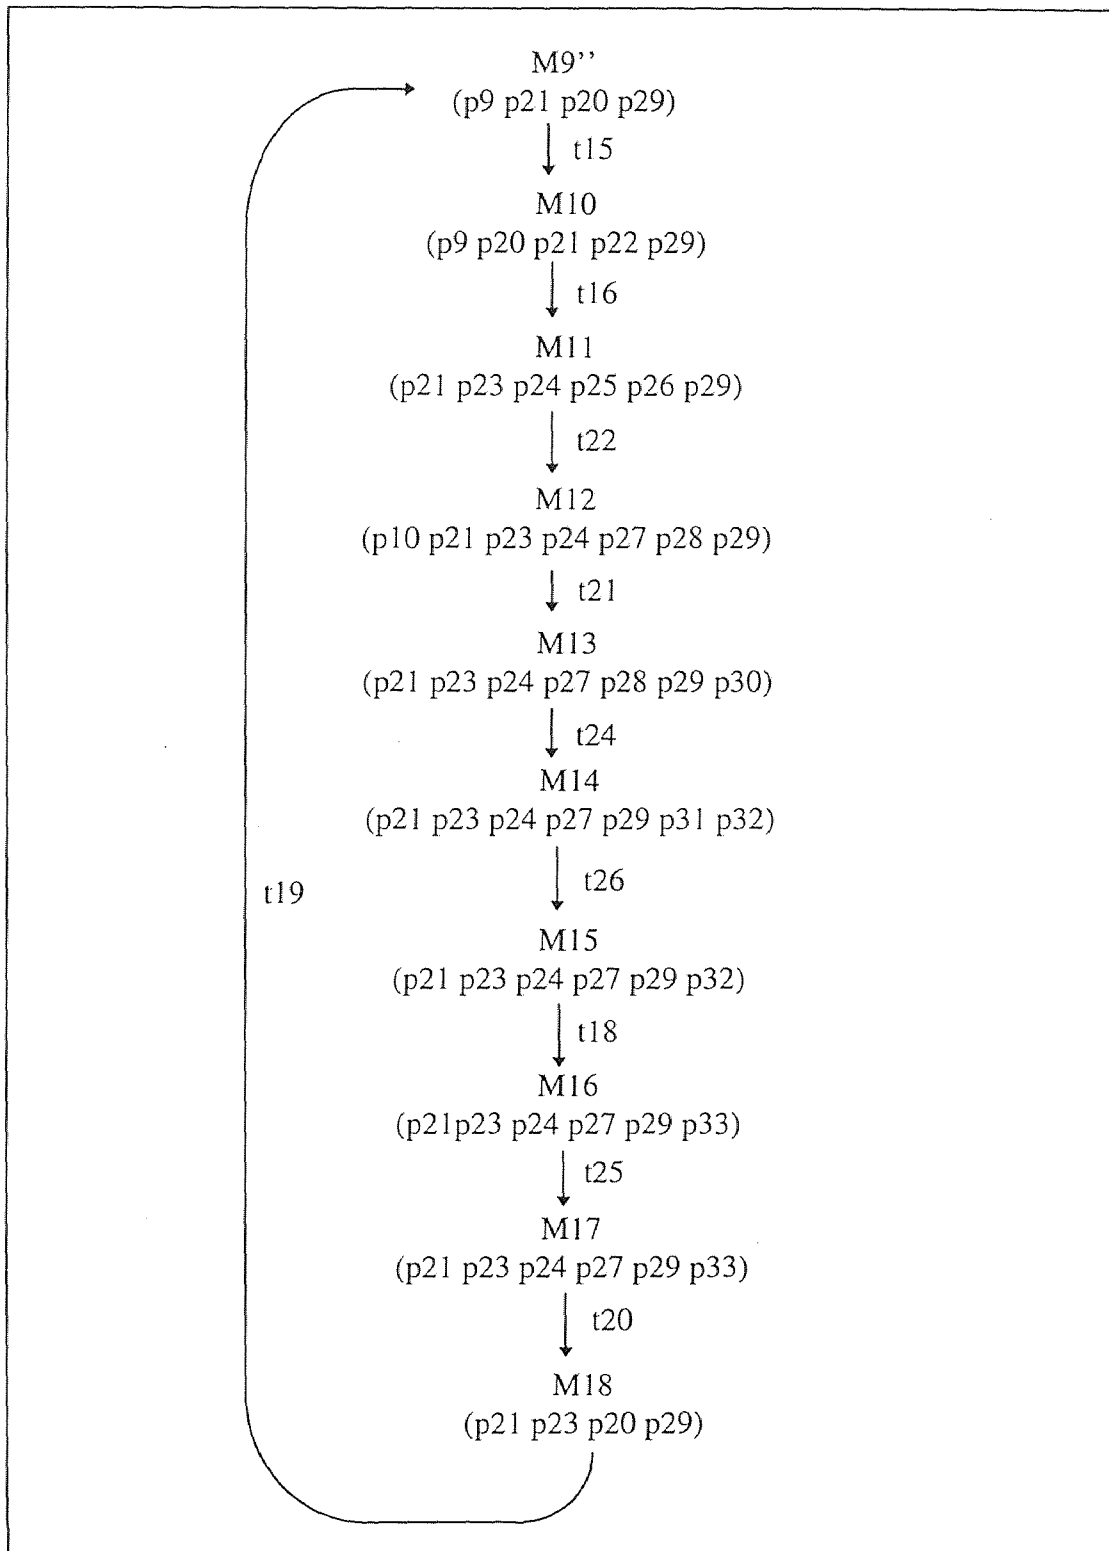 M9’’
(p9 p21 p20 p29)
t15
M10
(p9 p20 p21 p22 p29)
t16
M11
(p21 p23 p24 p25 p26 p29)
t22
M12
(p10 p21 p23 p24 p27 p28 p29)
t21
M13
(p21 p23 p24 p27 p28 p29 p30)
t24
M14
(p21 p23 p24 p27 p29 p31 p32)
t26
t19
M15
(p21 p23 p24 p27 p29 p32)
t18
M16
(p21p23 p24 p27 p29 p33)
t25
M17
(p21 p23 p24 p27 p29 p33)
t20
M18
(p21 p23 p20 p29)